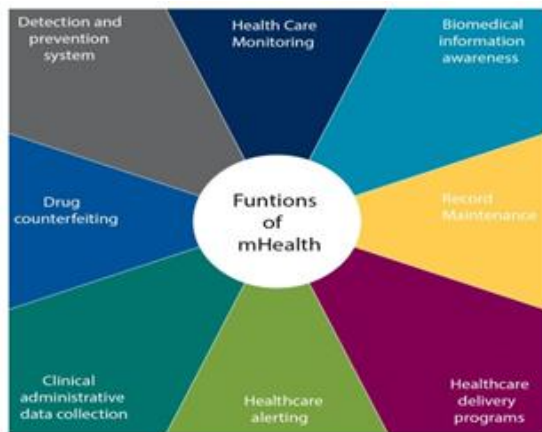 Detection and
prevention
system
Health Care
Monitoring
Biomedical
information
awareness
Drug
counterfeiting
Funtions
of
mHealth
Record
Maintenance
Clinical
administrative
data collection
Healthcare
alerting
Healthcare
delivery
programs